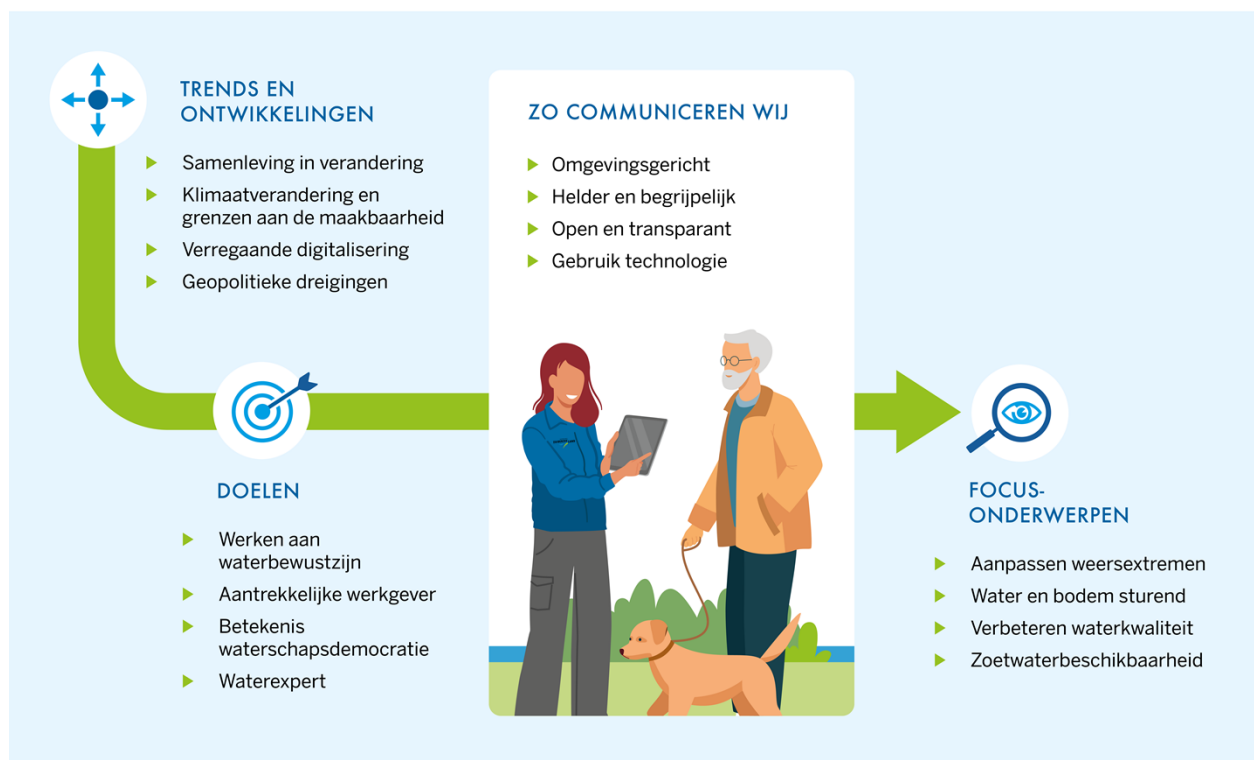 TRENDS EN
ONTWIKKELINGEN
Samenleving in verandering
Klimaatverandering en
grenzen aan de maakbaarheid
Verregaande digitalisering
Geopolitieke dreigingen
DOELEN
Werken aan
waterbewustzijn
Aantrekkelijke werkgever
Betekenis
waterschapsdemocratie
Waterexpert
ZO COMMUNICEREN WIJ
Omgevingsgericht
Helder en begrijpelijk
Open en transparant
Gebruik technologie
FOCUS-
ONDERWERPEN
Aanpassen weersextremen
Water en bodem sturend
Verbeteren waterkwaliteit
Zoetwaterbeschikbaarheid